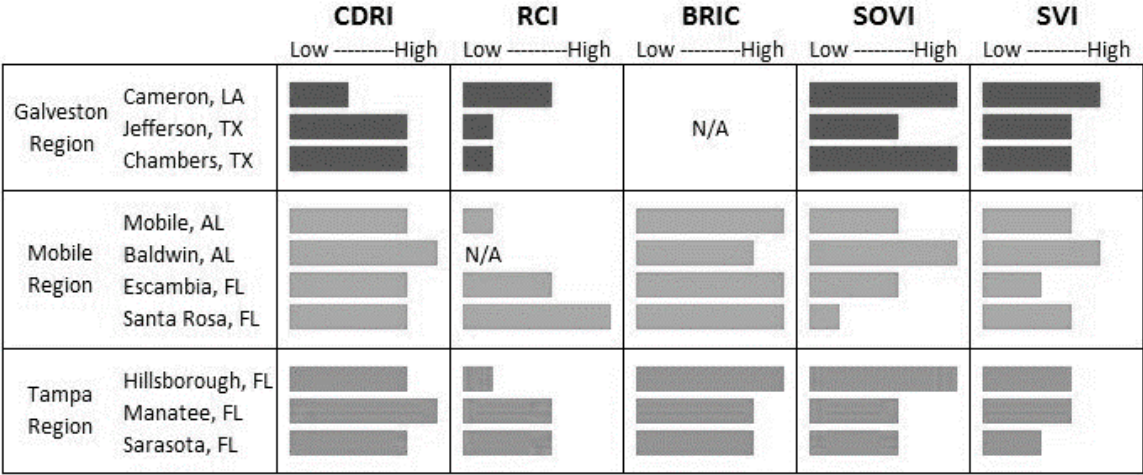 CDRI RCI BRIC SOVI SVI
Low ---------High Low ---------High Low ---------High Low ---------High Low ---------High
Galveston Region
Cameron, LA
Jefferson, TX
Chambers, TX
N/A
Mobile Region
Mobile, AL
Baldwin, AL
N/A
Escambia, FL
Santa Rosa, FL
Tampa Region
Hillsborough, FL
Manatee, FL
Sarasota, FL